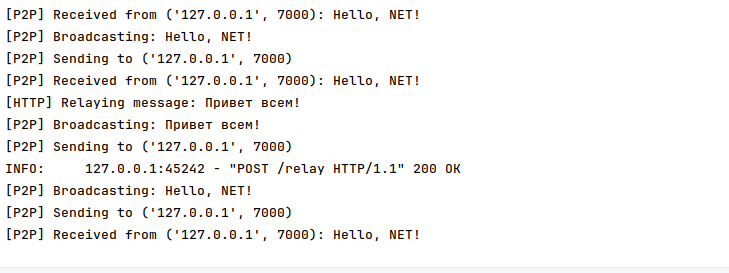 [P2P] Received from ('127.0.0.1', 7000): Hello, NET!
[P2P] Broadcasting: Hello, NET!
[P2P] Sending to ('127.0.0.1', 7000)
[P2P] Received from ('127.0.0.1', 7000): Hello, NET!
[HTTP] Relaying message: Привет всем!
[P2P] Broadcasting: Привет всем!
[P2P] Sending to ('127.0.0.1', 7000)
INFO:     127.0.0.1:45242 - "POST /relay HTTP/1.1" 200 OK
[P2P] Broadcasting: Hello, NET!
[P2P] Sending to ('127.0.0.1', 7000)
[P2P] Received from ('127.0.0.1', 7000): Hello, NET!